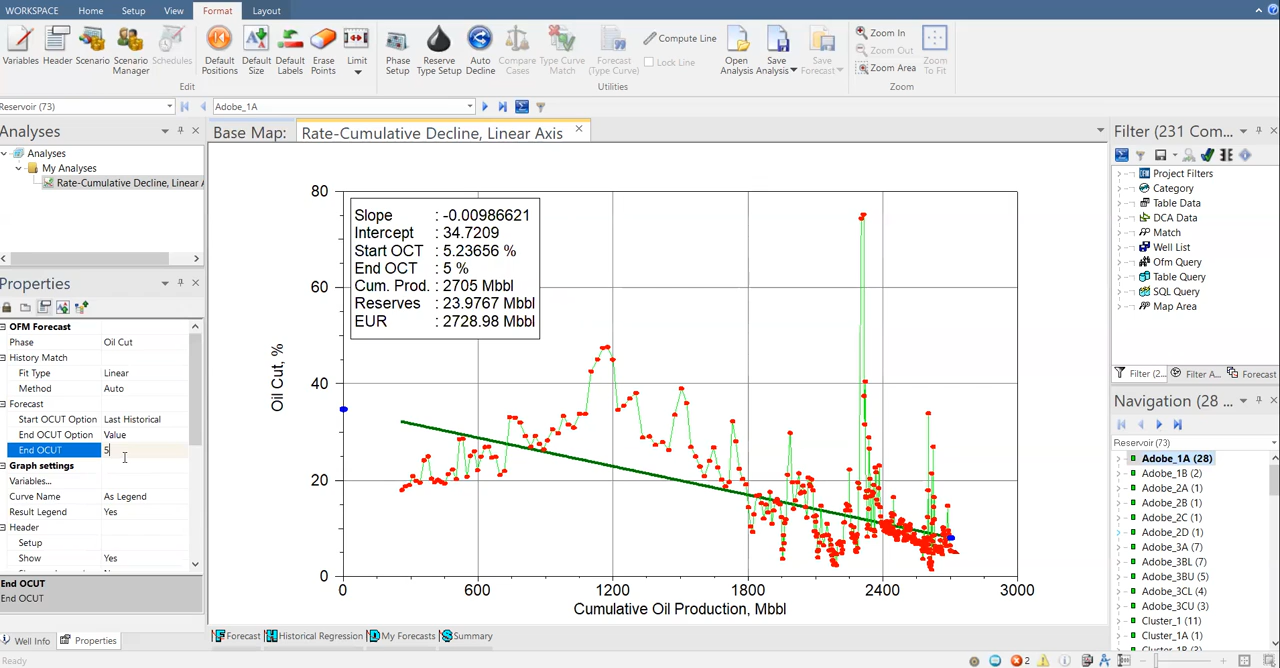 WORKSPACE Home Setup View Format Layout
Variables Header Scenario Scenario Manager Schedules Default Positions Default Size Default Labels Erase Points Limit Phase Setup Reserve Type Setup Auto Decline Compare Cases Type Curve Match Forecast (Type Curve) Compute Line Lock Line Open Analysis Save Analysis Save Forecast Zoom In Zoom Out Zoom Area Zoom To Fit
Edit Utilities Zoom
Reservoir (73) Adobe_1A
Analyses
Analyses
My Analyses
Rate-Cumulative Decline, Linear A
Properties
OFM Forecast
Phase Oil Cut
History Match
Fit Type Linear
Method Auto
Forecast
Start OCUT Option Last Historical
End OCUT Option Value
End OCUT 5
Graph settings
Variables...
Curve Name As Legend
Result Legend Yes
Header
Setup
Show Yes
End OCUT
End OCUT
Well Info Properties
Ready
Base Map: Rate-Cumulative Decline, Linear Axis
Slope : -0.00986621
Intercept : 34.7209
Start OCT : 5.23656 %
End OCT : 5 %
Cum. Prod. : 2705 Mbbl
Reserves : 23.9767 Mbbl
EUR : 2728.98 Mbbl
80
60
40
20
0
Oil Cut, %
0 600 1200 1800 2400 3000
Cumulative Oil Production, Mbbl
Forecast Historical Regression My Forecasts Summary
Filter (231 Com...
Project Filters
Category
Table Data
DCA Data
Match
Well List
Ofm Query
Table Query
SQL Query
Map Area
Filter (2... Filter A... Forecast
Navigation (28 ...
Reservoir (73)
Adobe_1A (28)
Adobe_1B (2)
Adobe_2A (1)
Adobe_2B (1)
Adobe_2C (1)
Adobe_2D (1)
Adobe_3A (7)
Adobe_3BL (7)
Adobe_3BU (5)
Adobe_3CL (4)
Adobe_3CU (3)
Cluster_1 (11)
Cluster_1A (1)
2